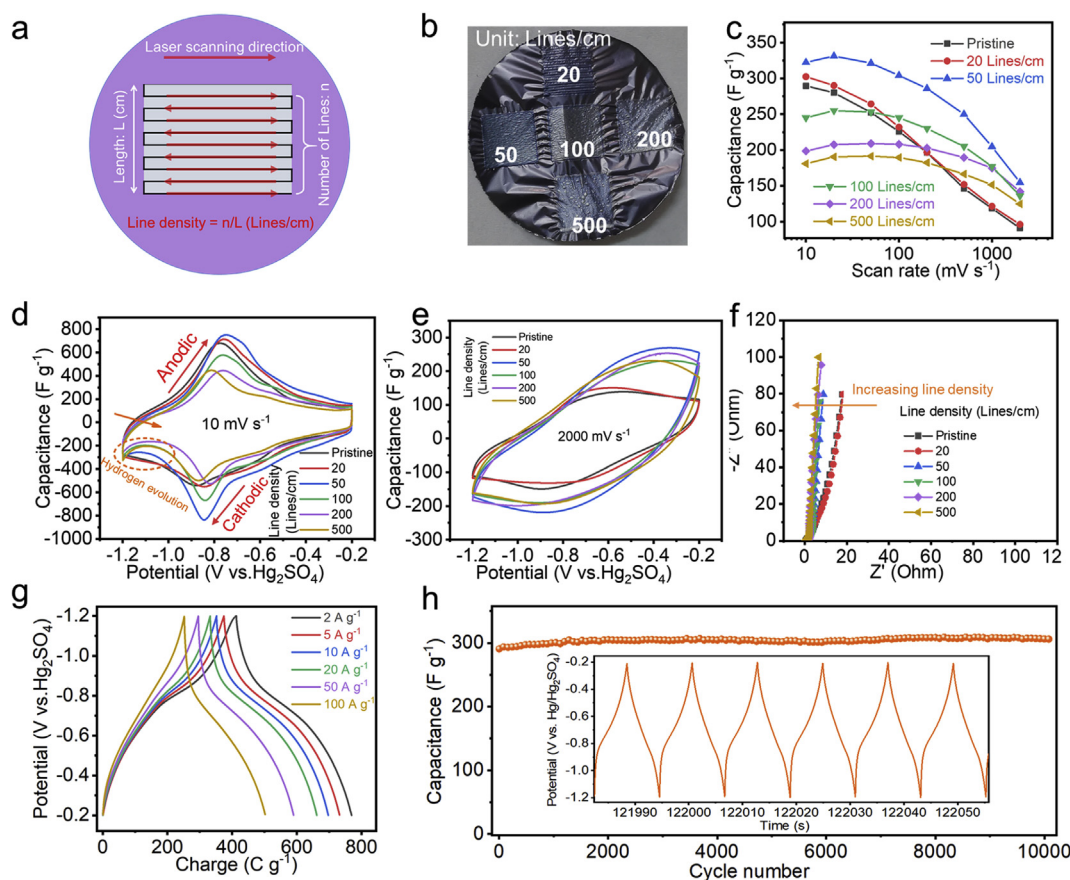 a
Laser scanning direction
Length: L (cm)
Number of Lines: n
Line density = n/L (Lines/cm)
b
Unit: Lines/cm
20
50
100
200
500
c
Capacitance (F g⁻¹)
350
300
250
200
150
100
Pristine
20 Lines/cm
50 Lines/cm
100 Lines/cm
200 Lines/cm
500 Lines/cm
10
100
1000
Scan rate (mV s⁻¹)
d
Capacitance (F g⁻¹)
800
600
400
200
0
-200
-400
-600
-800
-1000
Anodic
10 mV s⁻¹
Hydrogen evolution
Cathodic
Line density
(Lines/cm)
Pristine
20
50
100
200
500
-1.2 -1.0 -0.8 -0.6 -0.4 -0.2
Potential (V vs.Hg₂SO₄)
e
Capacitance (F g⁻¹)
300
200
100
0
-100
-200
-300
Line density
(Lines/cm)
Pristine
20
50
100
200
500
2000 mV s⁻¹
-1.2 -1.0 -0.8 -0.6 -0.4 -0.2
Potential (V vs.Hg₂SO₄)
f
-Z'' (Ohm)
120
100
80
60
40
20
0
Increasing line density
Line density (Lines/cm)
Pristine
20
50
100
200
500
0 20 40 60 80 100 12
Z' (Ohm)
g
Potential (V vs.Hg₂SO₄)
-1.2
-1.0
-0.8
-0.6
-0.4
-0.2
2 A g⁻¹
5 A g⁻¹
10 A g⁻¹
20 A g⁻¹
50 A g⁻¹
100 A g⁻¹
0 200 400 600 800
Charge (C g⁻¹)
h
Capacitance (F g⁻¹)
400
300
200
100
0
Potential (V vs. Hg/Hg₂SO₄)
-0.2
-0.4
-0.6
-0.8
-1.0
-1.2
121990 122000 122010 122020 122030 122040 122050
Time (s)
0 2000 4000 6000 8000 10000
Cycle number